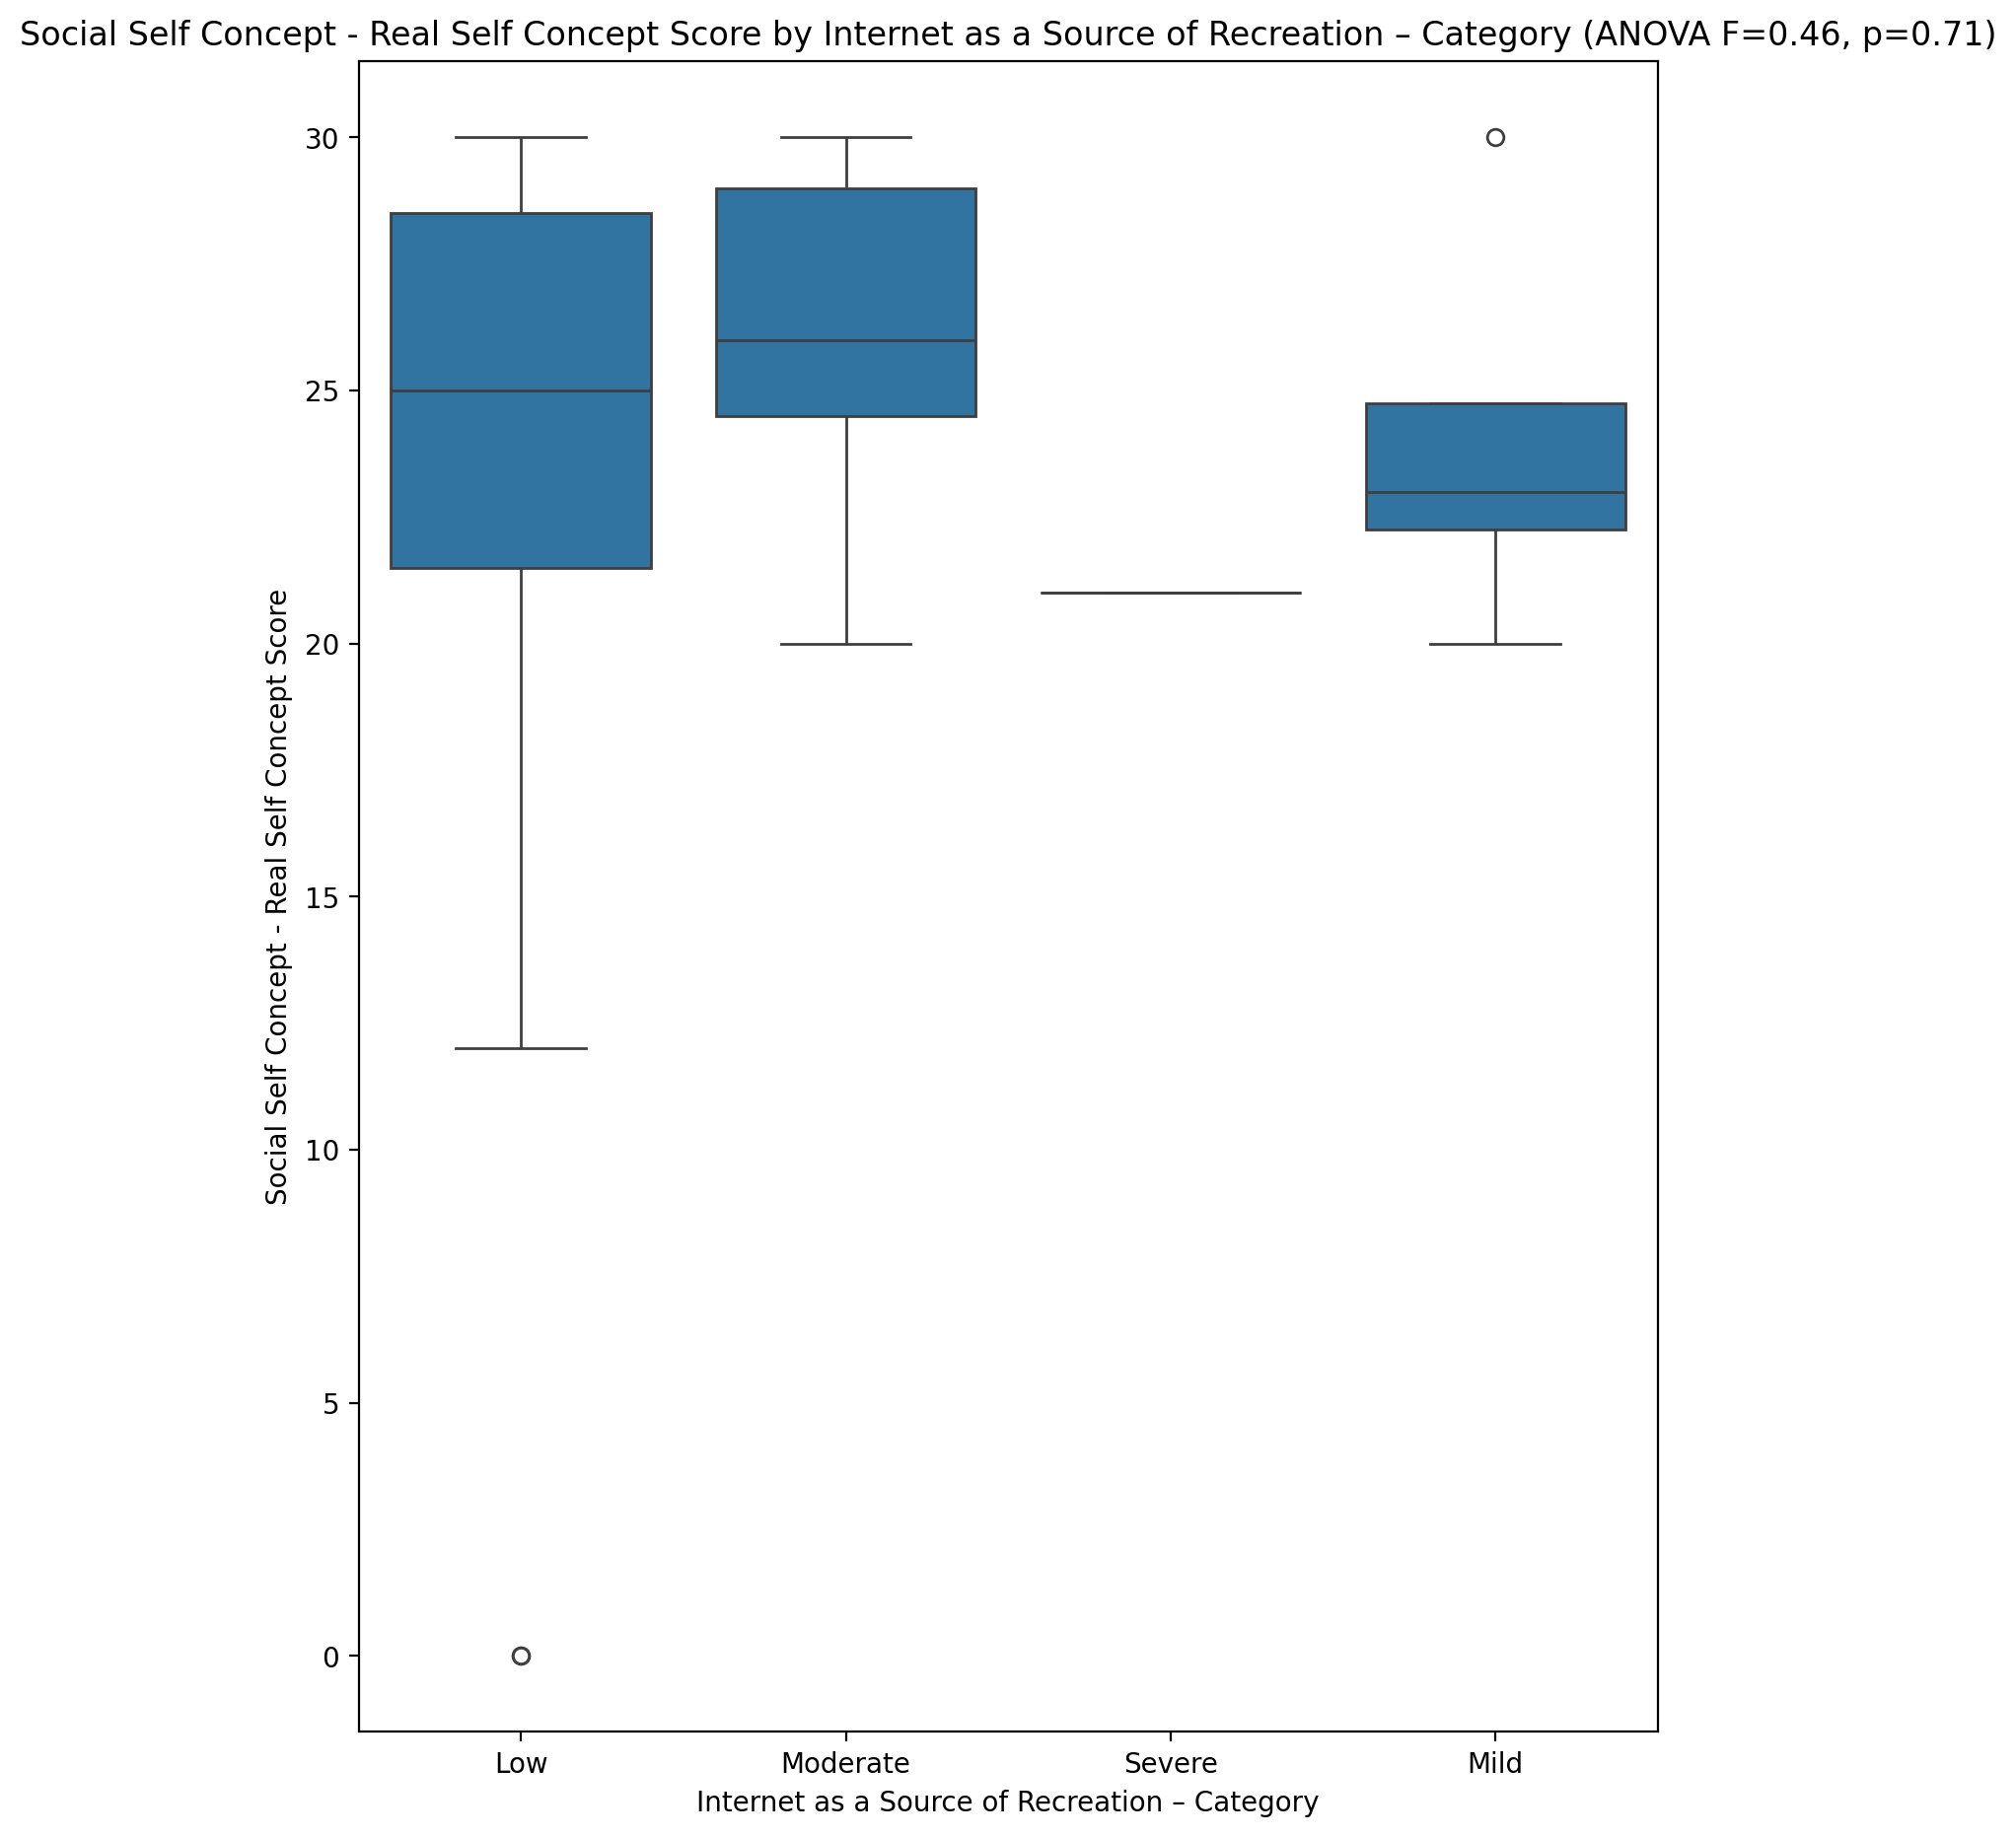 Social Self Concept - Real Self Concept Score by Internet as a Source of Recreation – Category (ANOVA F=0.46, p=0.71)
Social Self Concept - Real Self Concept Score
30
25
20
15
10
5
0
Low Moderate Severe Mild
Internet as a Source of Recreation – Category